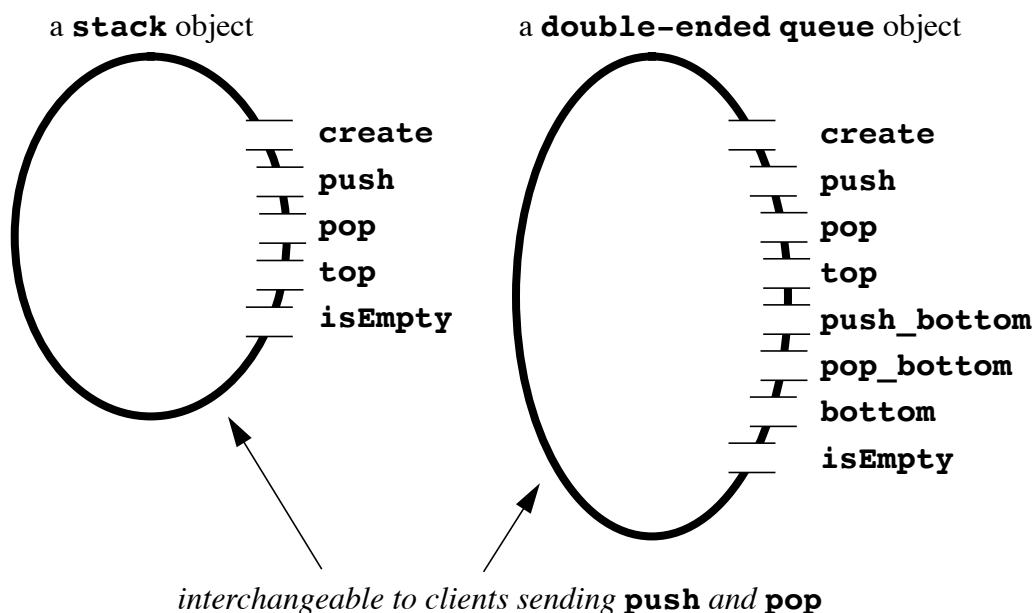 a stack object
create
push
pop
top
isEmpty
a double-ended queue object
create
push
pop
top
push_bottom
pop_bottom
bottom
isEmpty
interchangeable to clients sending push and pop